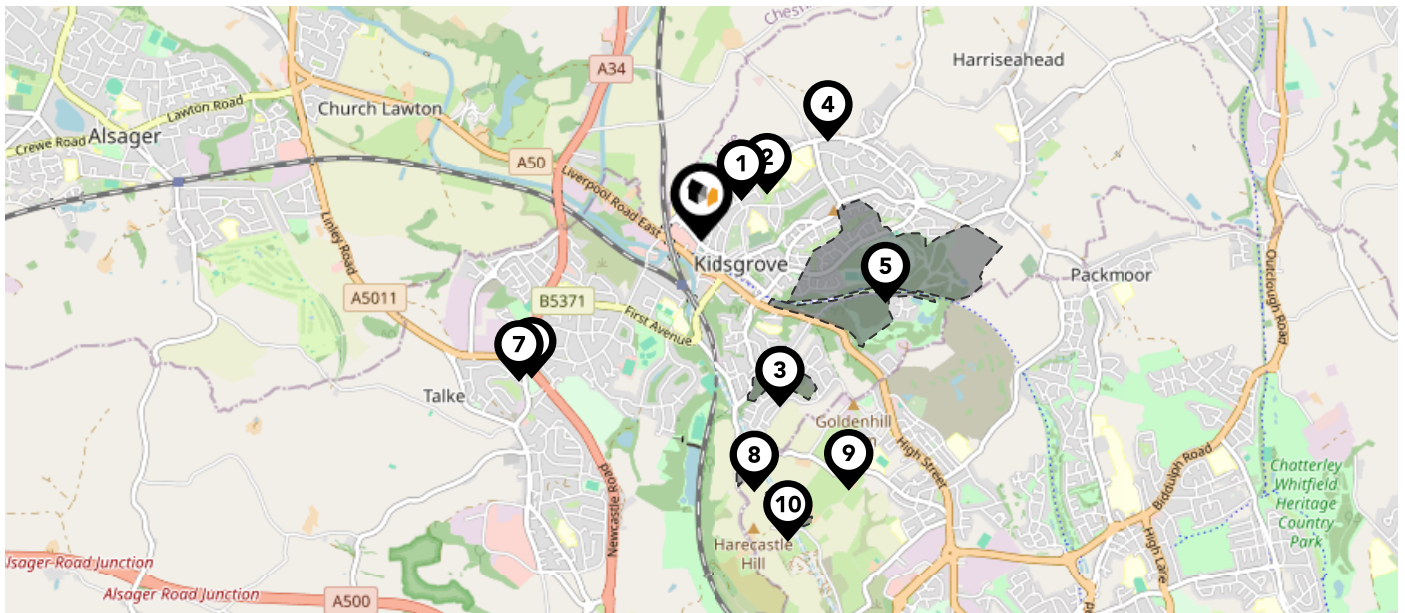 Ches
Harriseahead
A34
4
Church Lawton
Lawton Road
Alsager
Crewe Road
A50
1
2
Liverpool Road East
Linley Road
Kidsgrove
5
Packmoor
A5011
B5371
First Avenue
Outclough Road
7
3
Talke
Goldenhill
High Street
8
9
Biddulph Road
Chatterley
Whitfield
Heritage
Country
Park
Newcastle Road
10
Harecastle
Hill
High Lane
lsager Road Junction
Alsager Road Junction
A500